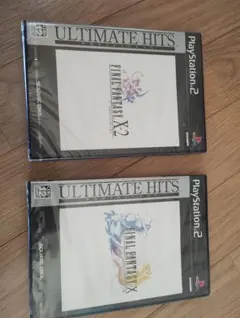 ULTIMATE HITS
PlayStation.2
FINAL FANTASY X-2
ULTIMATE HITS
PlayStation.2
FINAL FANTASY X